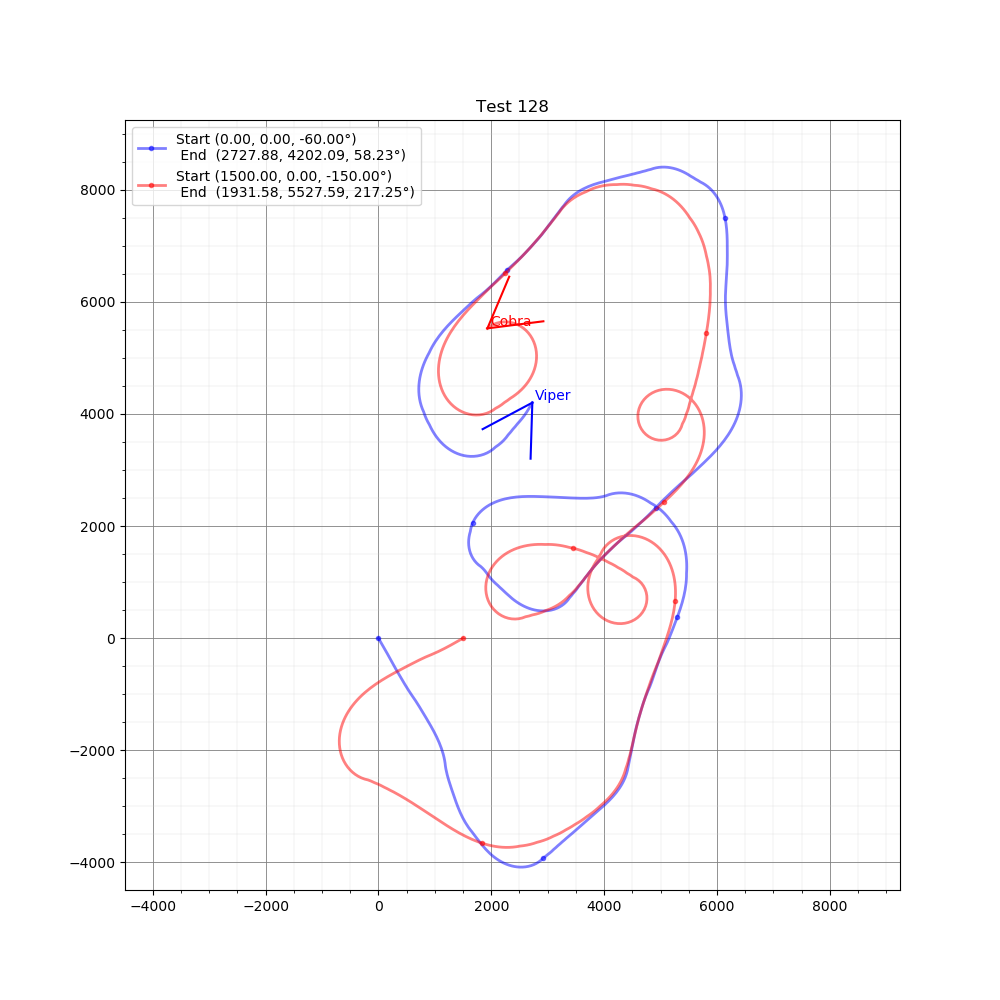 Test 128
Start (0.00, 0.00, -60.00°)
End (2727.88, 4202.09, 58.23°)
Start (1500.00, 0.00, -150.00°)
End (1931.58, 5527.59, 217.25°)
8000
6000
Cobra
Viper
4000
2000
0
−2000
−4000
−4000 −2000 0 2000 4000 6000 8000